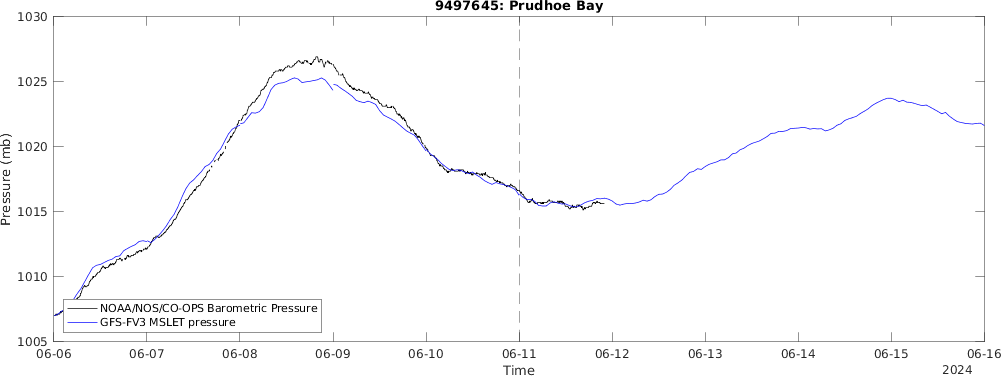 9497645: Prudhoe Bay
1030
1025
1020
1015
1010
1005
Pressure (mb)
NOAA/NOS/CO-OPS Barometric Pressure
GFS-FV3 MSLET pressure
06-06 06-07 06-08 06-09 06-10 06-11 06-12 06-13 06-14 06-15 06-16
Time
2024